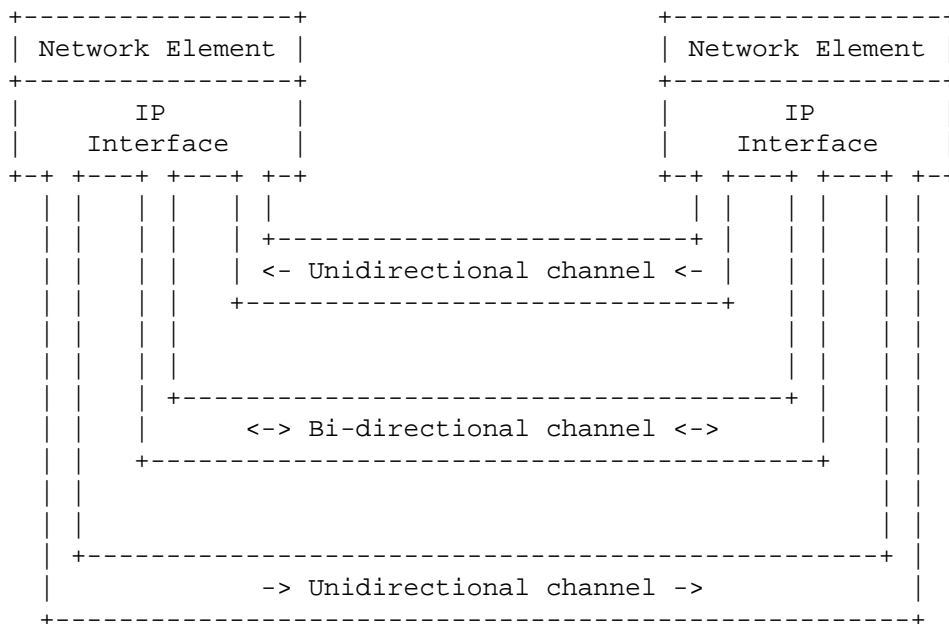 Network Element Network Element
IP IP
Interface Interface
<- Unidirectional channel <-
<-> Bi-directional channel <->
-> Unidirectional channel ->